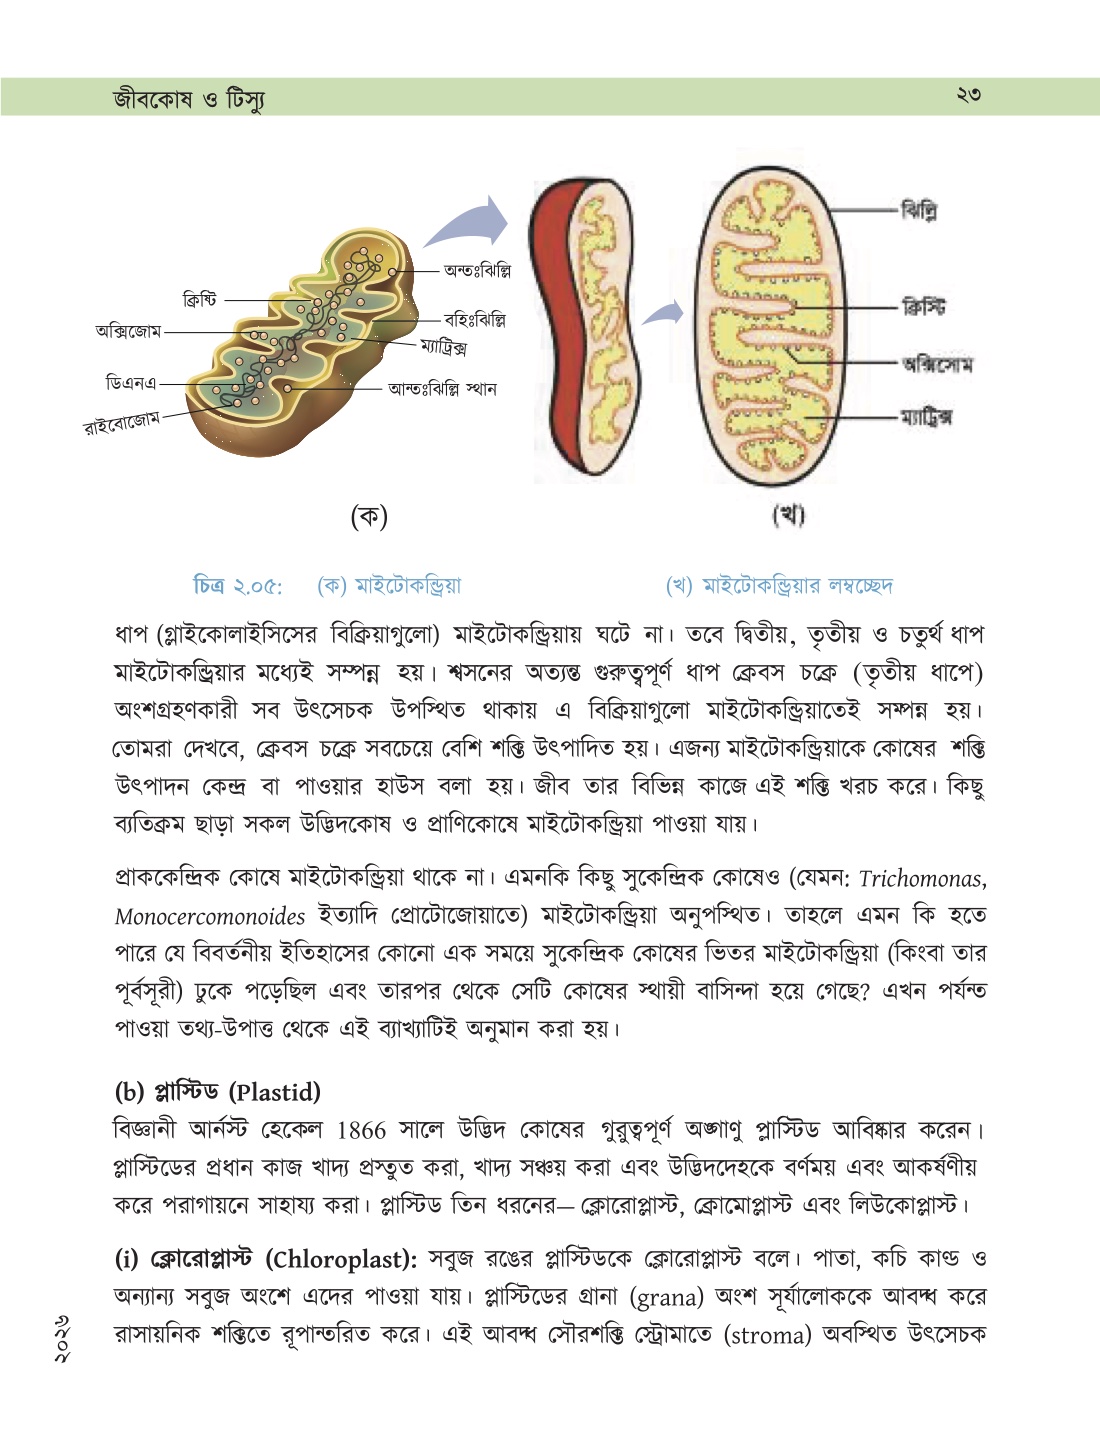 জীবকোষ ও টিস্যু
২৩
অন্তঃঝিল্লি
ক্রিষ্টি
বহিঃঝিল্লি
অক্সিজোম
ম্যাট্রিক্স
ডিএনএ
আন্তঃঝিল্লি স্থান
রাইবোজোম
(ক)
ঝিল্লি
ক্রিস্টি
অক্সিসোম
ম্যাট্রিক্স
(খ)
চিত্র ২.০৫: (ক) মাইটোকন্ড্রিয়া (খ) মাইটোকন্ড্রিয়ার লম্বচ্ছেদ
ধাপ (গ্লাইকোলাইসিসের বিক্রিয়াগুলো) মাইটোকন্ড্রিয়ায় ঘটে না। তবে দ্বিতীয়, তৃতীয় ও চতুর্থ ধাপ
মাইটোকন্ড্রিয়ার মধ্যেই সম্পন্ন হয়। শ্বসনের অত্যন্ত গুরুত্বপূর্ণ ধাপ ক্রেবস চক্রে (তৃতীয় ধাপে)
অংশগ্রহণকারী সব উৎসেচক উপস্থিত থাকায় এ বিক্রিয়াগুলো মাইটোকন্ড্রিয়াতেই সম্পন্ন হয়।
তোমরা দেখবে, ক্রেবস চক্রে সবচেয়ে বেশি শক্তি উৎপাদিত হয়। এজন্য মাইটোকন্ড্রিয়াকে কোষের শক্তি
উৎপাদন কেন্দ্র বা পাওয়ার হাউস বলা হয়। জীব তার বিভিন্ন কাজে এই শক্তি খরচ করে। কিছু
ব্যতিক্রম ছাড়া সকল উদ্ভিদকোষ ও প্রাণিকোষে মাইটোকন্ড্রিয়া পাওয়া যায়।
প্রাককেন্দ্রিক কোষে মাইটোকন্ড্রিয়া থাকে না। এমনকি কিছু সুকেন্দ্রিক কোষেও (যেমন: Trichomonas,
Monocercomonoides ইত্যাদি প্রোটোজোয়াতে) মাইটোকন্ড্রিয়া অনুপস্থিত। তাহলে এমন কি হতে
পারে যে বিবর্তনীয় ইতিহাসের কোনো এক সময়ে সুকেন্দ্রিক কোষের ভিতর মাইটোকন্ড্রিয়া (কিংবা তার
পূর্বসূরী) ঢুকে পড়েছিল এবং তারপর থেকে সেটি কোষের স্থায়ী বাসিন্দা হয়ে গেছে? এখন পর্যন্ত
পাওয়া তথ্য-উপাত্ত থেকে এই ব্যাখ্যাটিই অনুমান করা হয়।
(b) প্লাস্টিড (Plastid)
বিজ্ঞানী আর্নস্ট হেকেল 1866 সালে উদ্ভিদ কোষের গুরুত্বপূর্ণ অঙ্গাণু প্লাস্টিড আবিষ্কার করেন।
প্লাস্টিডের প্রধান কাজ খাদ্য প্রস্তুত করা, খাদ্য সঞ্চয় করা এবং উদ্ভিদদেহকে বর্ণময় এবং আকর্ষণীয়
করে পরাগায়নে সাহায্য করা। প্লাস্টিড তিন ধরনের— ক্লোরোপ্লাস্ট, ক্রোমোপ্লাস্ট এবং লিউকোপ্লাস্ট।
(i) ক্লোরোপ্লাস্ট (Chloroplast): সবুজ রঙের প্লাস্টিডকে ক্লোরোপ্লাস্ট বলে। পাতা, কচি কাণ্ড ও
অন্যান্য সবুজ অংশে এদের পাওয়া যায়। প্লাস্টিডের গ্রানা (grana) অংশ সূর্যালোককে আবদ্ধ করে
রাসায়নিক শক্তিতে রূপান্তরিত করে। এই আবদ্ধ সৌরশক্তি স্ট্রোমাতে (stroma) অবস্থিত উৎসেচক
২০২৬